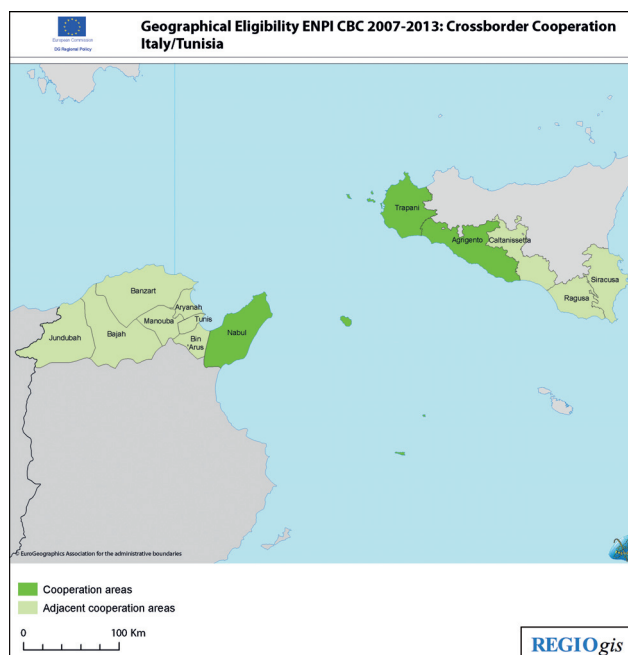 European Commission
DG Regional Policy
Geographical Eligibility ENPI CBC 2007-2013: Crossborder Cooperation
Italy/Tunisia
Trapani
Agrigento
Caltanissetta
Siracusa
Ragusa
Banzart
Aryanah
Tunis
Manouba
Nabul
Jundubah
Bajah
Bin
'Arus
© EuroGeographics Association for the administrative boundaries
Cooperation areas
Adjacent cooperation areas
0 100 Km
REGIOgis